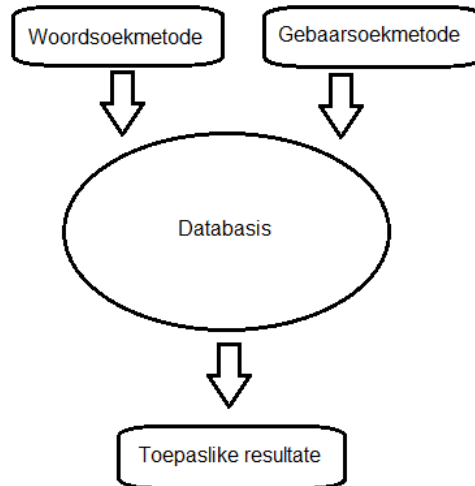 Woordsoekmetode
Gebaarsoekmetode
Databasis
Toepaslike resultate